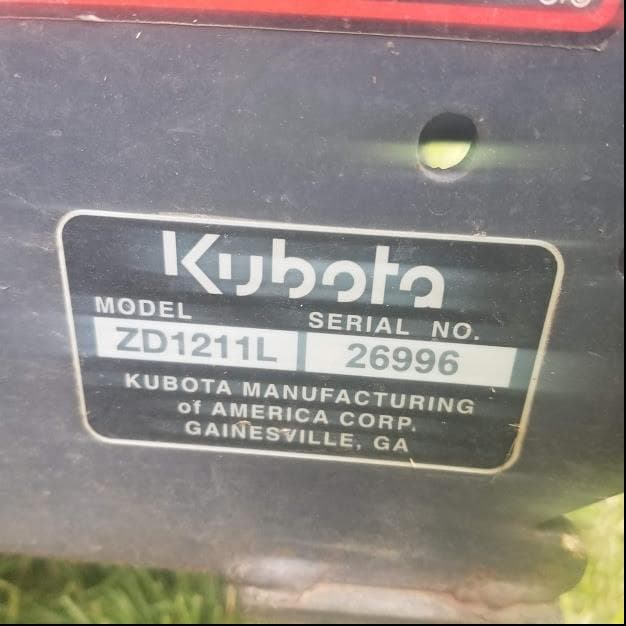 Kubota
MODEL
SERIAL NO.
ZD1211L
26996
KUBOTA MANUFACTURING
of AMERICA CORP.
GAINESVILLE, GA